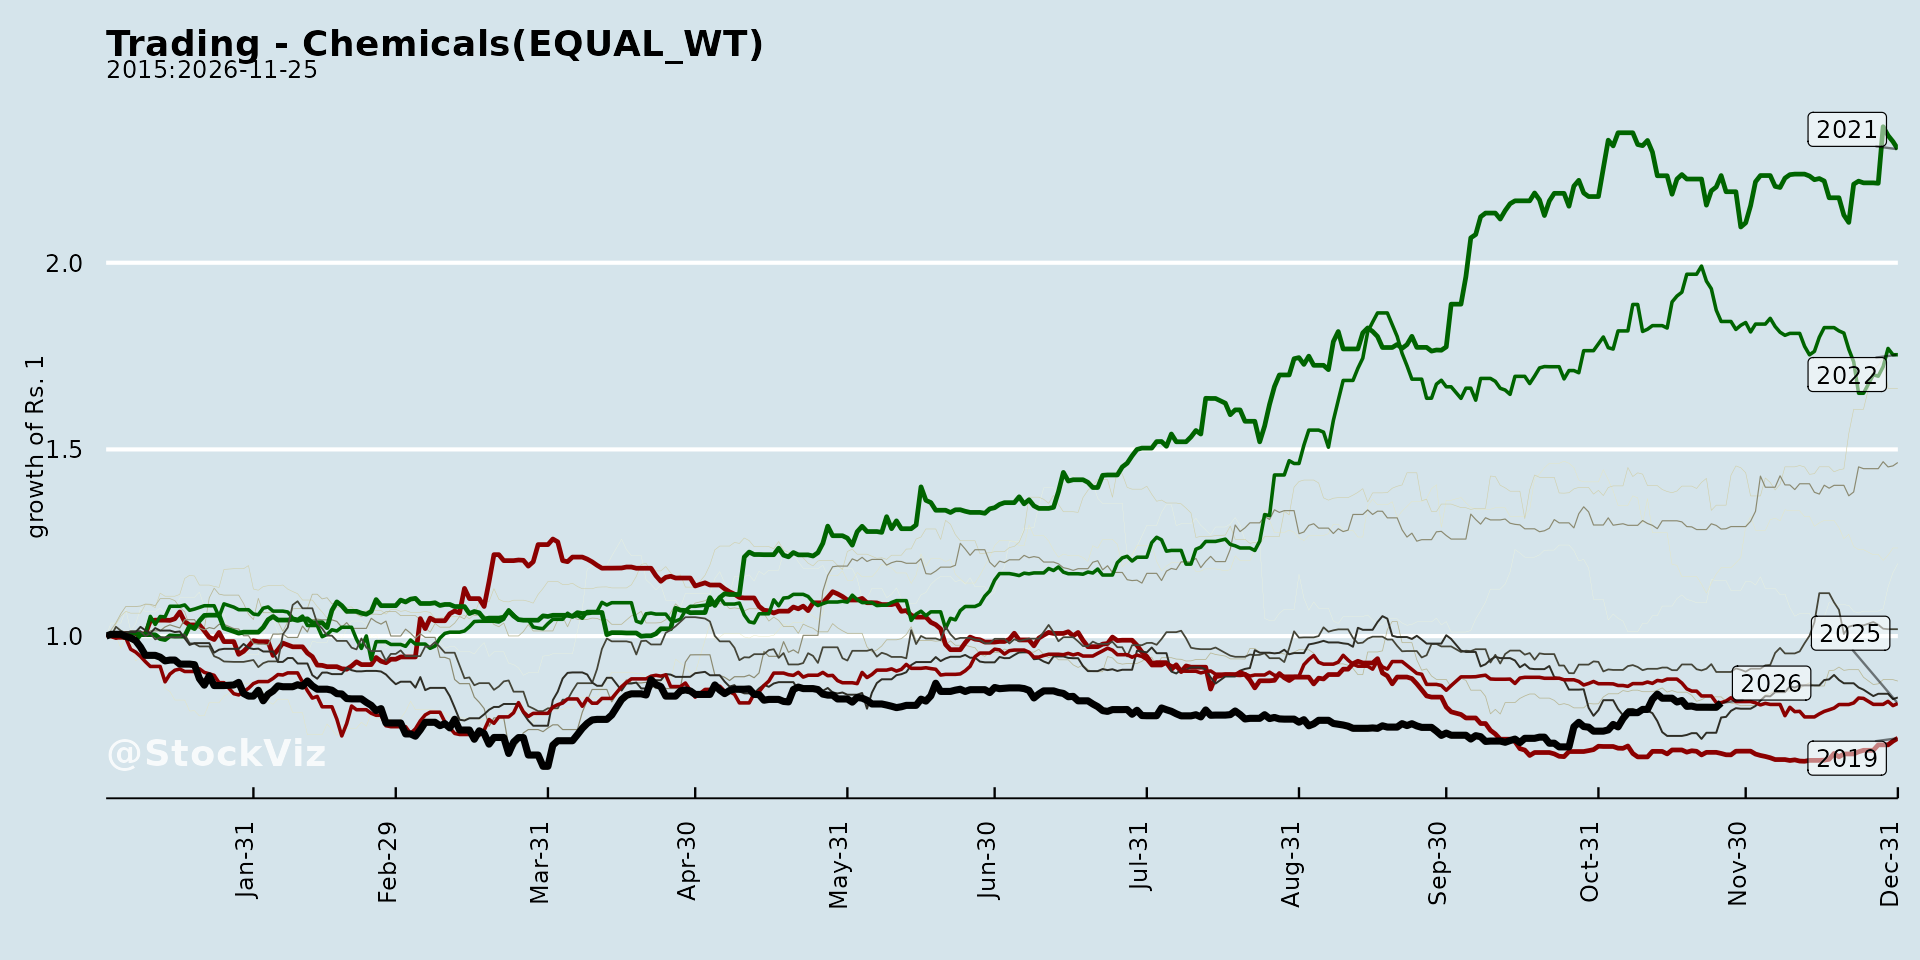 Trading - Chemicals(EQUAL_WT)
2015:2026-11-25
growth of Rs. 1
2.0
1.5
1.0
2021
2022
2025
2026
2019
@StockViz
Jan-31
Feb-29
Mar-31
Apr-30
May-31
Jun-30
Jul-31
Aug-31
Sep-30
Oct-31
Nov-30
Dec-31